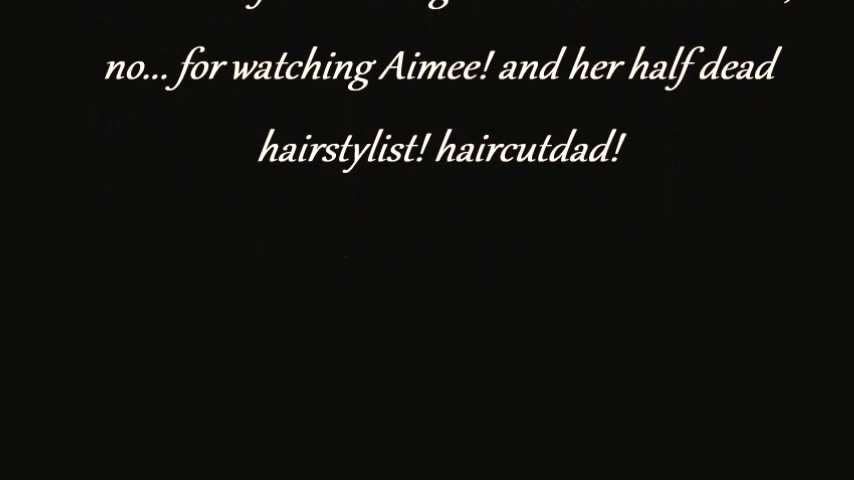 no... for watching Aimee! and her half dead
hairstylist! haircutdad!